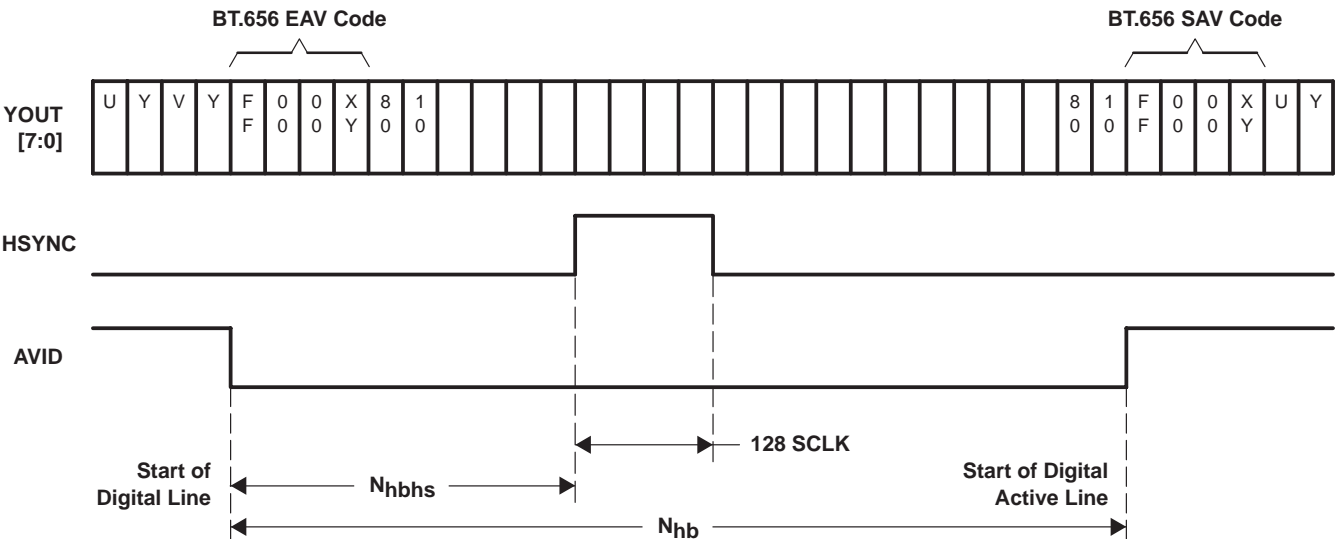 BT.656 EAV Code
BT.656 SAV Code
YOUT
[7:0]
U Y V Y F 0 0 X 8 1 8 1 F 0 0 X U Y
F 0 0 Y 0 0 0 0 F 0 0 Y
HSYNC
AVID
128 SCLK
Start of
Digital Line
Nhbhs
Start of Digital
Active Line
Nhb